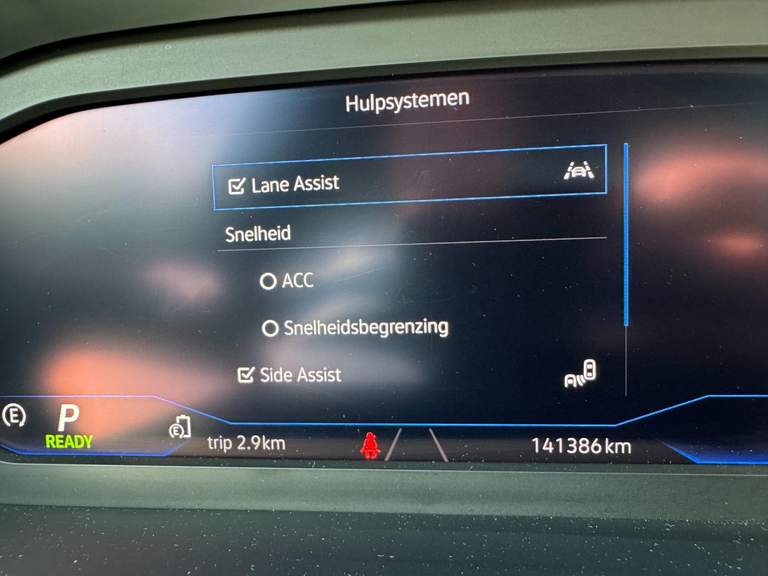 Hulpsystemen
Lane Assist
Snelheid
ACC
Snelheidsbegrenzing
Side Assist
E
P
READY
E
trip 2.9km
141386km